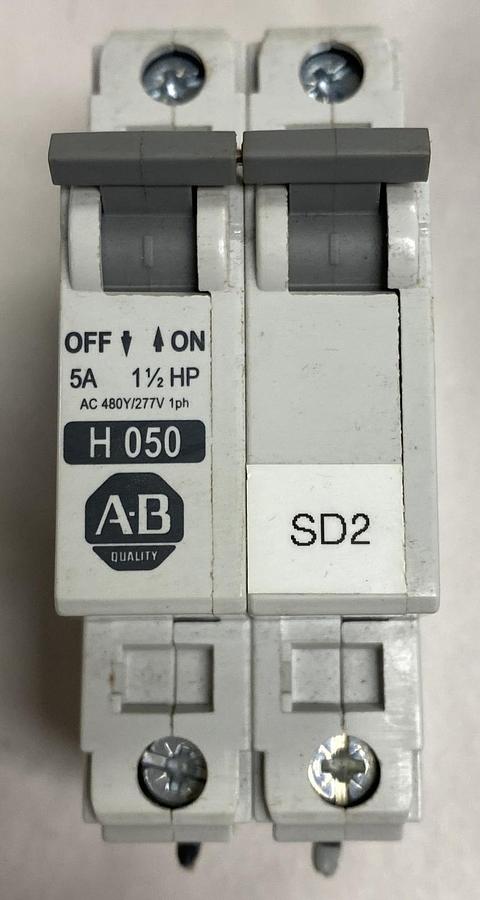 OFF ON
5A 1½ HP
AC 480Y/277V 1ph
H 050
A-B
QUALITY
SD2